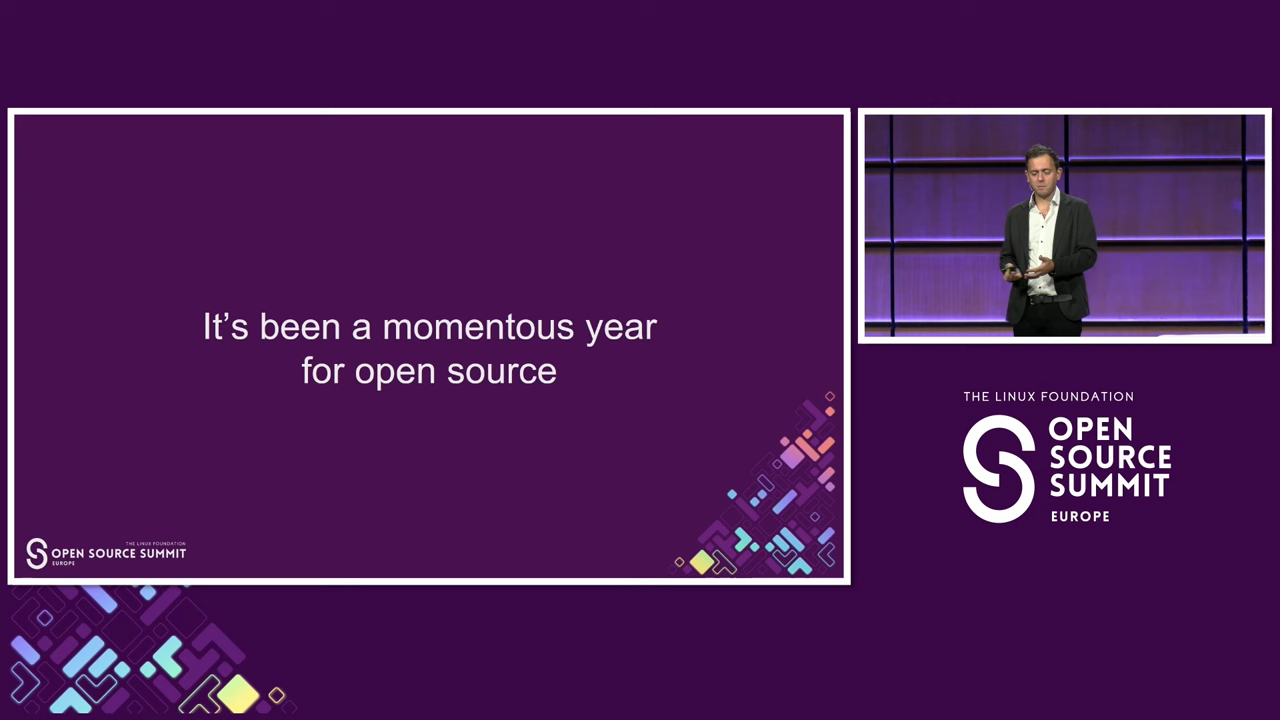 It's been a momentous year
for open source
THE LINUX FOUNDATION
OPEN SOURCE SUMMIT
EUROPE
THE LINUX FOUNDATION
OPEN
SOURCE
SUMMIT
EUROPE